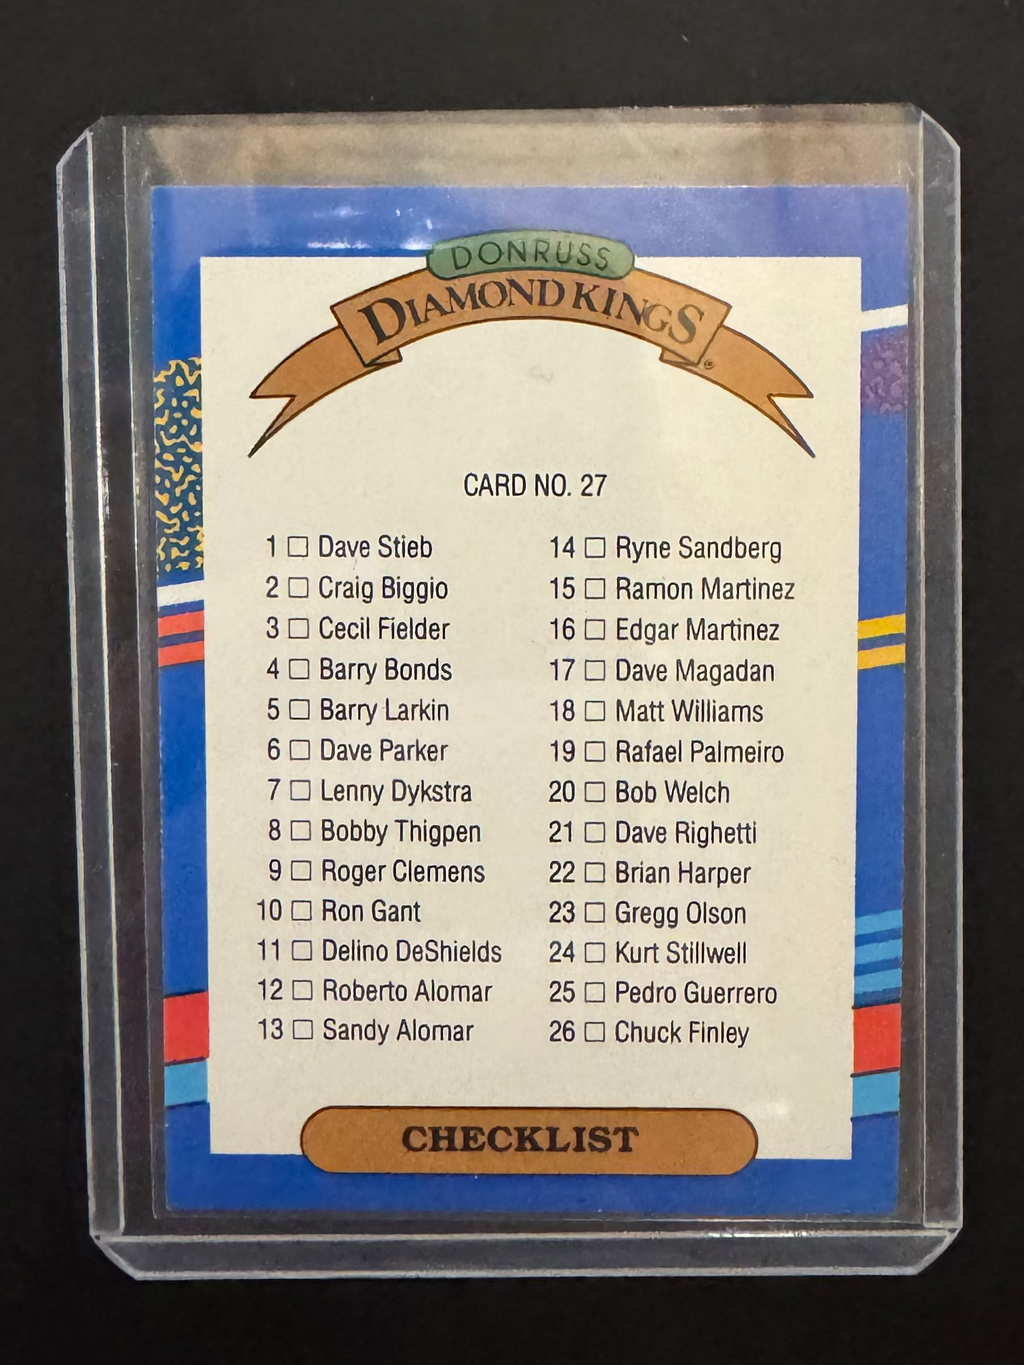 DONRUSS
DIAMOND KINGS®
CARD NO. 27
1 ☐ Dave Stieb
2 ☐ Craig Biggio
3 ☐ Cecil Fielder
4 ☐ Barry Bonds
5 ☐ Barry Larkin
6 ☐ Dave Parker
7 ☐ Lenny Dykstra
8 ☐ Bobby Thigpen
9 ☐ Roger Clemens
10 ☐ Ron Gant
11 ☐ Delino DeShields
12 ☐ Roberto Alomar
13 ☐ Sandy Alomar
14 ☐ Ryne Sandberg
15 ☐ Ramon Martinez
16 ☐ Edgar Martinez
17 ☐ Dave Magadan
18 ☐ Matt Williams
19 ☐ Rafael Palmeiro
20 ☐ Bob Welch
21 ☐ Dave Righetti
22 ☐ Brian Harper
23 ☐ Gregg Olson
24 ☐ Kurt Stillwell
25 ☐ Pedro Guerrero
26 ☐ Chuck Finley
CHECKLIST